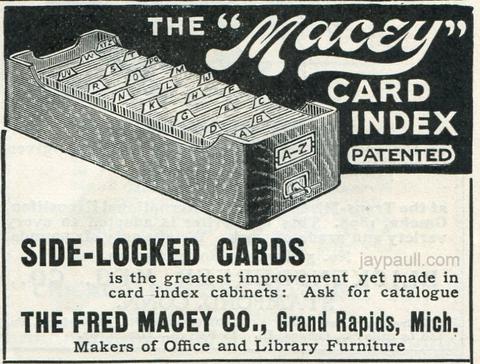 THE "Macey"
CARD
INDEX
PATENTED
A-Z
SIDE-LOCKED CARDS
jaypaull.com
is the greatest improvement yet made in
card index cabinets: Ask for catalogue
THE FRED MACEY CO., Grand Rapids, Mich.
Makers of Office and Library Furniture